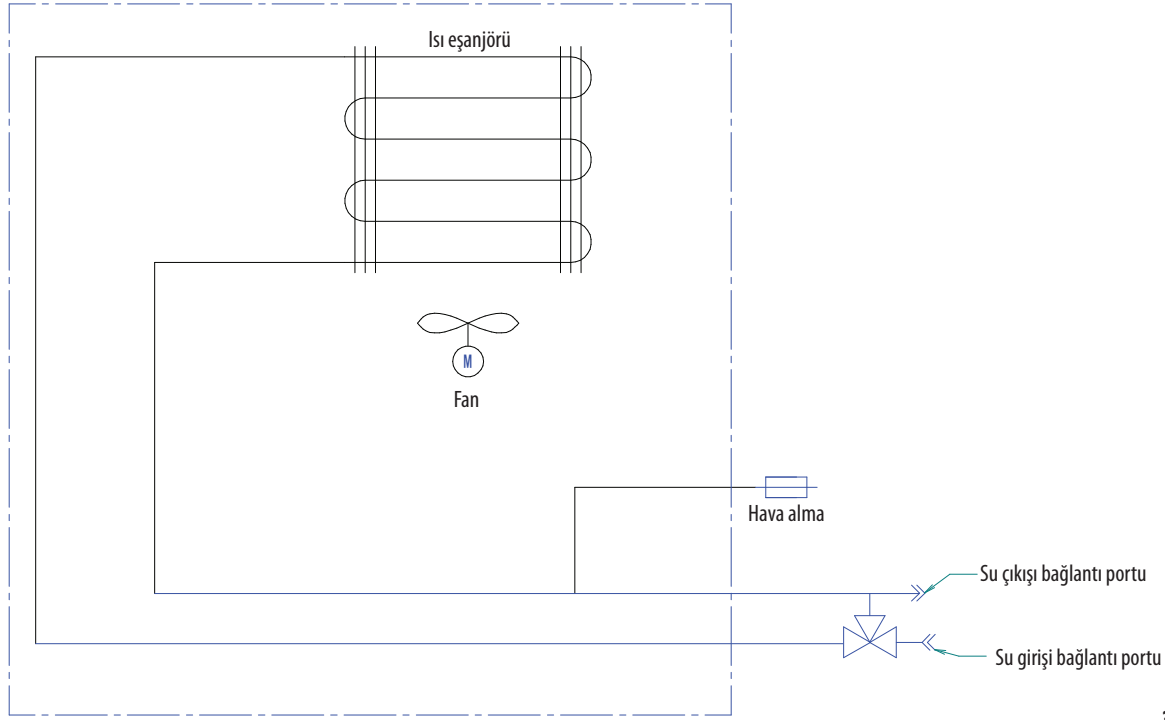 Isı eşanjörü
M
Fan
Hava alma
Su çıkışı bağlantı portu
Su girişi bağlantı portu